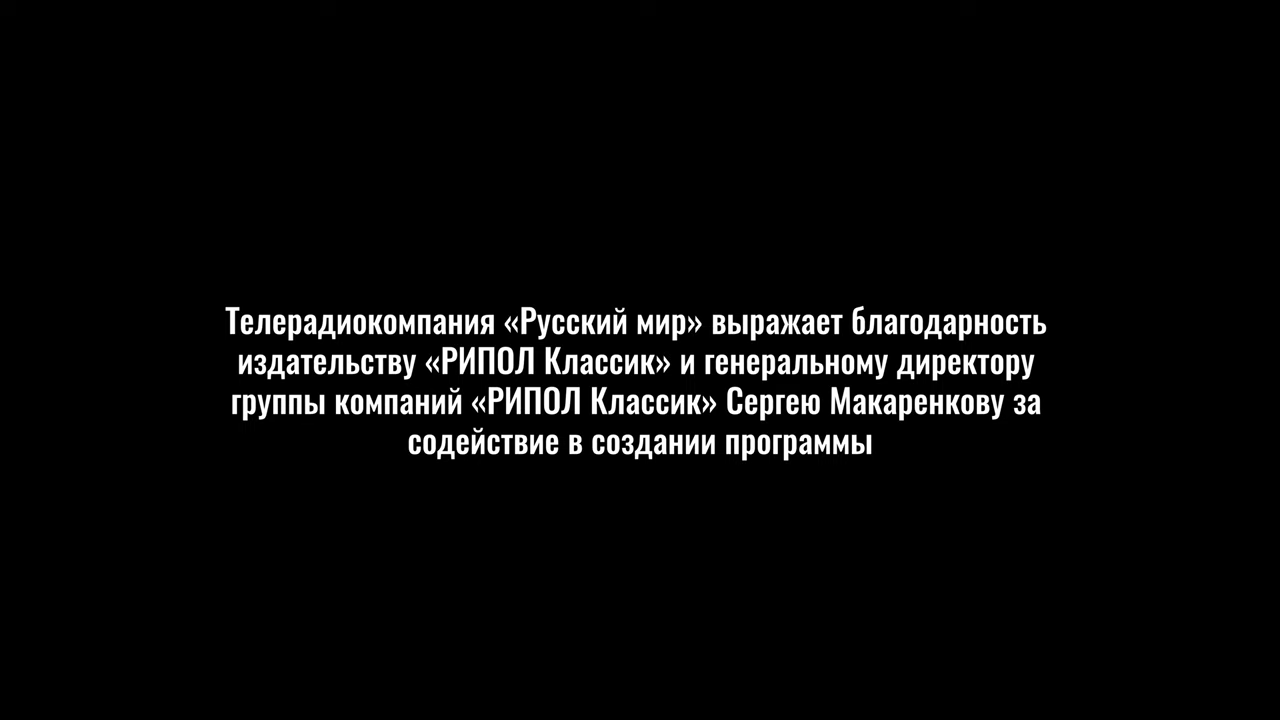 Телерадиокомпания «Русский мир» выражает благодарность
издательству «РИПОЛ Классик» и генеральному директору
группы компаний «РИПОЛ Классик» Сергею Макаренкову за
содействие в создании программы